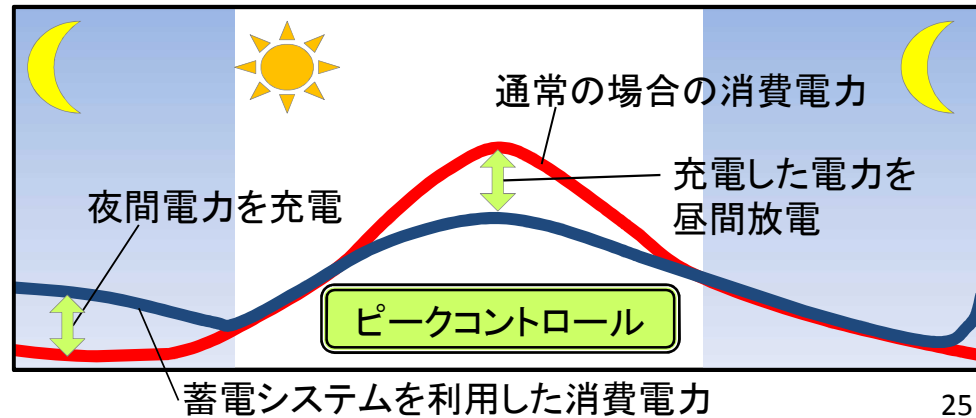 通常の場合の消費電力
充電した電力を
昼間放電
夜間電力を充電
ピークコントロール
蓄電システムを利用した消費電力
25